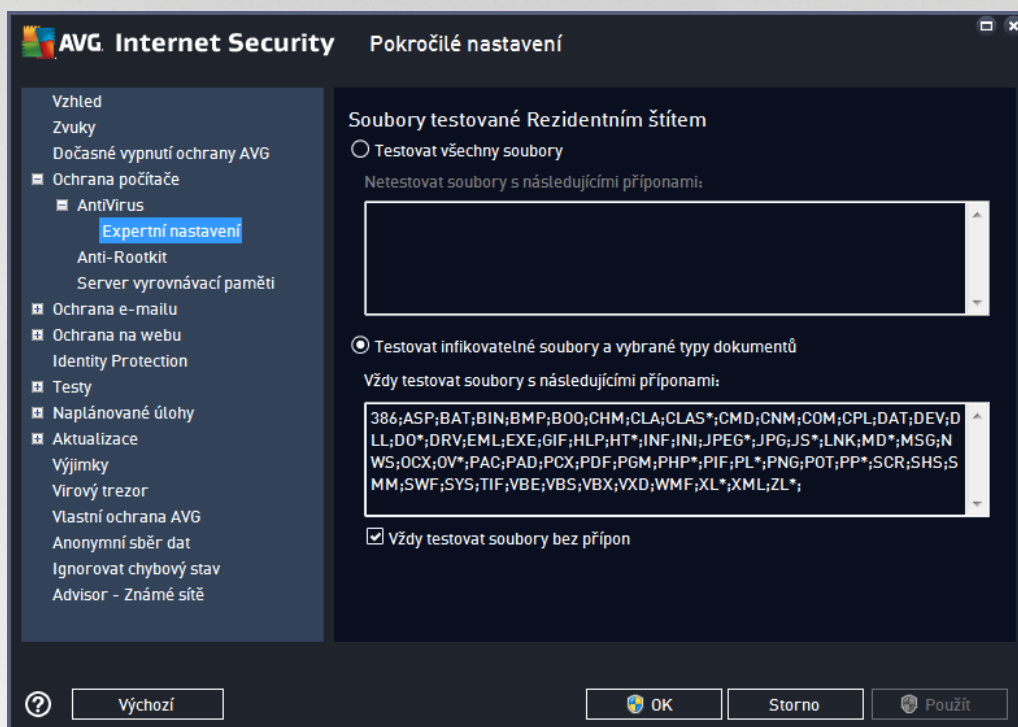 AVG. Internet Security Pokročilé nastavení
Vzhled
Zvuky
Dočasné vypnutí ochrany AVG
Ochrana počítače
AntiVirus
Expertní nastavení
Anti-Rootkit
Server vyrovnávací paměti
Ochrana e-mailu
Ochrana na webu
Identity Protection
Testy
Naplánované úlohy
Aktualizace
Výjimky
Virový trezor
Vlastní ochrana AVG
Anonymní sběr dat
Ignorovat chybový stav
Advisor - Známé sítě
Soubory testované Rezidentním štítem
Testovat všechny soubory
Netestovat soubory s následujícími příponami:
Testovat infikovatelné soubory a vybrané typy dokumentů
Vždy testovat soubory s následujícími příponami:
386;ASP;BAT;BIN;BMP;BOO;CHM;CLA;CLAS*;CMD;CNM;COM;CPL;DAT;DEV;D
LL;DO*;DRV;EML;EXE;GIF;HLP;HT*;INF;INI;JPEG*;JPG;JS*;LNK;MD*;MSG;N
WS;OCX;OV*;PAC;PAD;PCX;PDF;PGM;PHP*;PIF;PL*;PNG;POT;PP*;SCR;SHS;S
MM;SWF;SYS;TIF;VBE;VBS;VBX;VXD;WMF;XL*;XML;ZL*;
Vždy testovat soubory bez přípon
Výchozí
OK
Storno
Použít